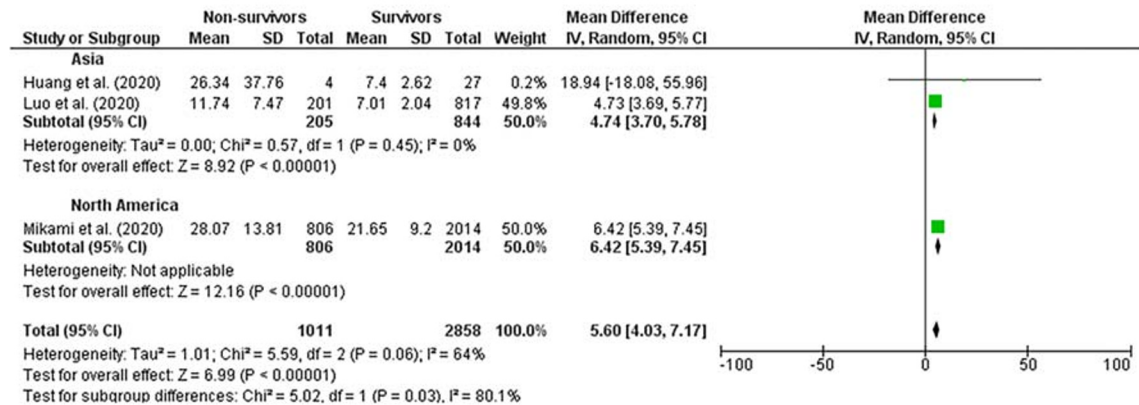 Non-survivors Survivors Mean Difference Mean Difference
Study or Subgroup Mean SD Total Mean SD Total Weight IV, Random, 95% CI IV, Random, 95% CI
Asia
Huang et al. (2020) 26.34 37.76 4 7.4 2.62 27 0.2% 18.94 [-18.08, 55.96]
Luo et al. (2020) 11.74 7.47 201 7.01 2.04 817 49.8% 4.73 [3.69, 5.77]
Subtotal (95% CI) 205 844 50.0% 4.74 [3.70, 5.78]
Heterogeneity: Tau² = 0.00; Chi² = 0.57, df = 1 (P = 0.45); I² = 0%
Test for overall effect: Z = 8.92 (P < 0.00001)
North America
Mikami et al. (2020) 28.07 13.81 806 21.65 9.2 2014 50.0% 6.42 [5.39, 7.45]
Subtotal (95% CI) 806 2014 50.0% 6.42 [5.39, 7.45]
Heterogeneity: Not applicable
Test for overall effect: Z = 12.16 (P < 0.00001)
Total (95% CI) 1011 2858 100.0% 5.60 [4.03, 7.17]
Heterogeneity: Tau² = 1.01; Chi² = 5.59, df = 2 (P = 0.06); I² = 64%
-100 -50 0 50 100
Test for overall effect: Z = 6.99 (P < 0.00001)
Test for subgroup differences: Chi² = 5.02, df = 1 (P = 0.03), I² = 80.1%